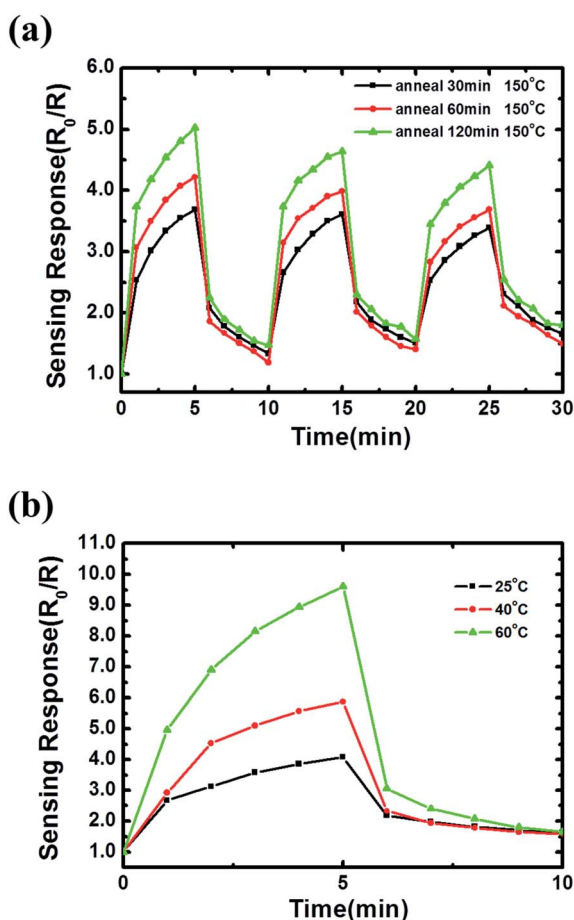 (a)
6.0
5.0
4.0
3.0
2.0
1.0
Sensing Response(R₀/R)
anneal 30min 150°C
anneal 60min 150°C
anneal 120min 150°C
0 5 10 15 20 25 30
Time(min)
(b)
11.0
10.0
9.0
8.0
7.0
6.0
5.0
4.0
3.0
2.0
1.0
Sensing Response(R₀/R)
25°C
40°C
60°C
0 5 10
Time(min)